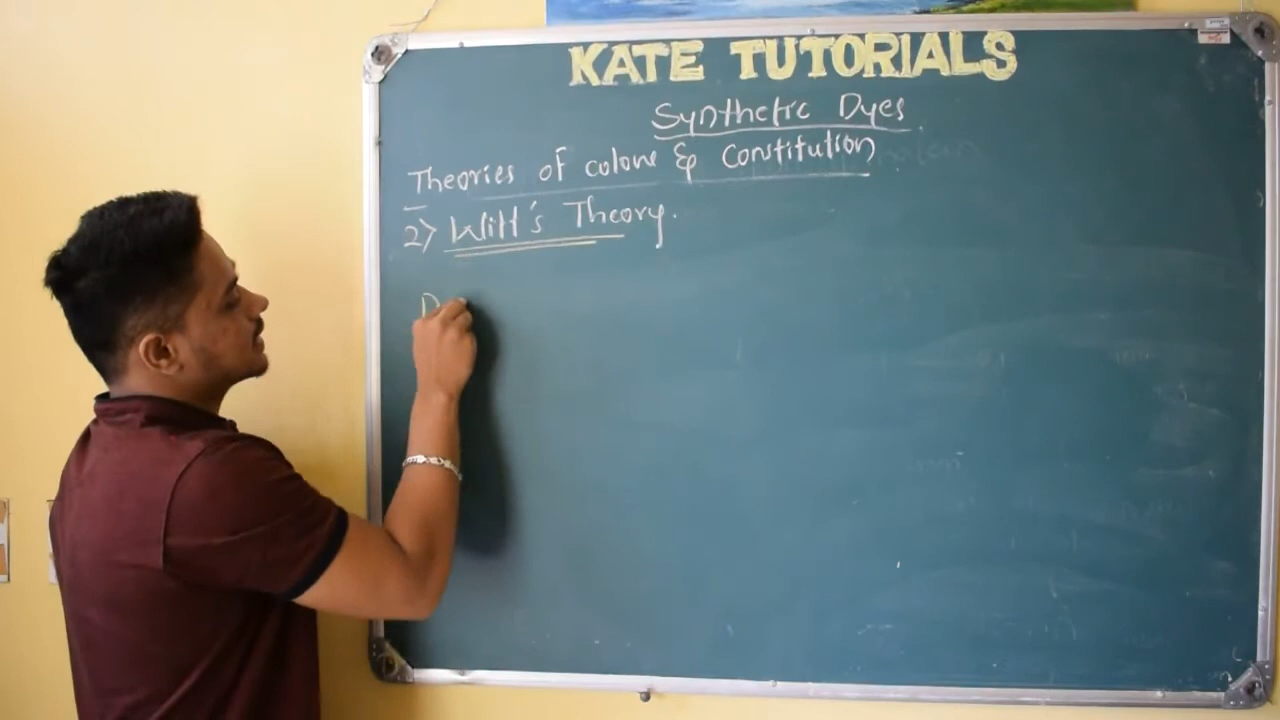 KATE TUTORIALS
Synthetic Dyes
Theories of colour & Constitution
2) Witt's Theory.
D